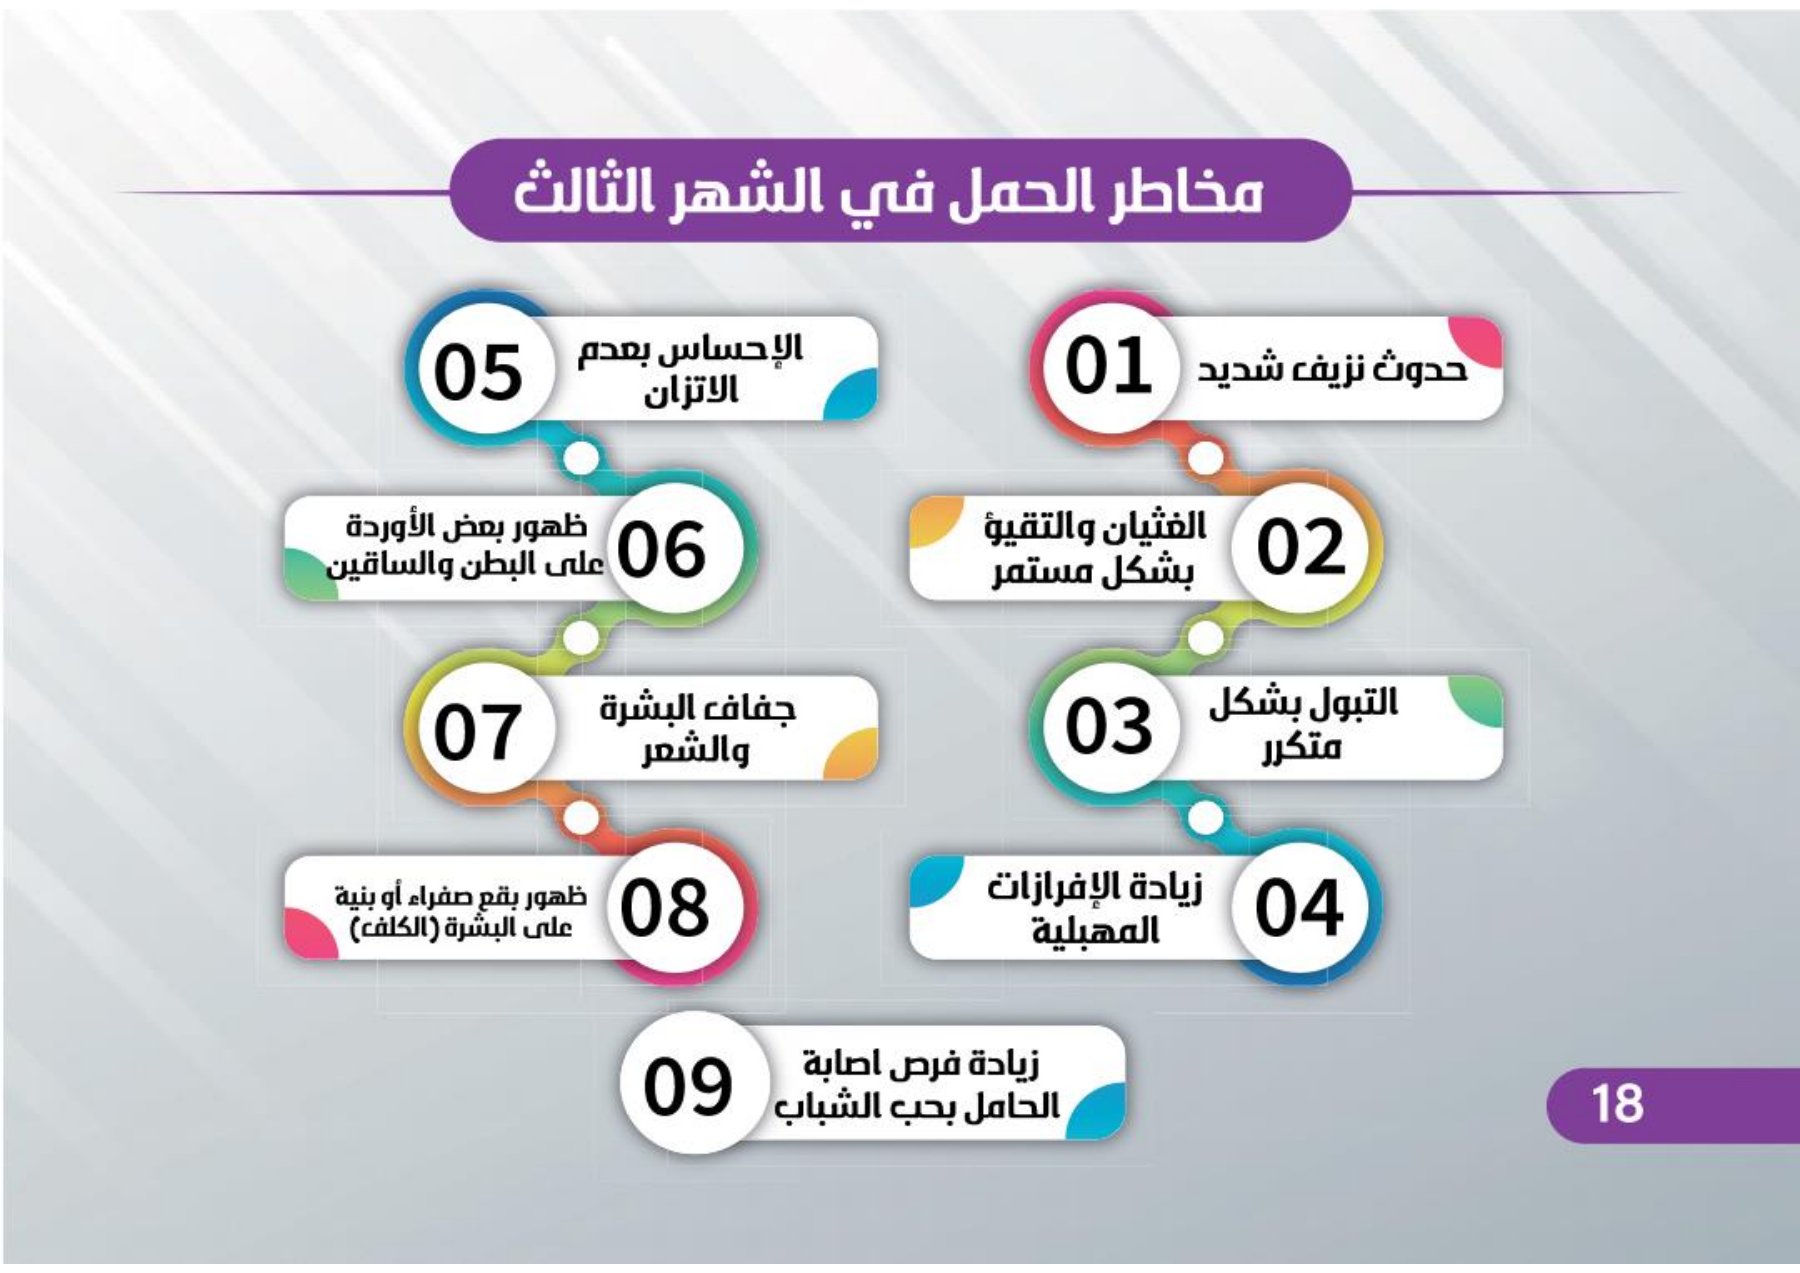 مخاطر الحمل في الشهر الثالث
01
حدوث نزيف شديد
02
الغثيان والتقيؤ
بشكل مستمر
03
التبول بشكل
متكرر
04
زيادة الإفرازات
المهبلية
05
الإحساس بعدم
الاتزان
06
ظهور بعض الأوردة
على البطن والساقين
07
جفاف البشرة
والشعر
08
ظهور بقع صفراء أو بنية
على البشرة (الكلف)
09
زيادة فرص اصابة
الحامل بحب الشباب
18